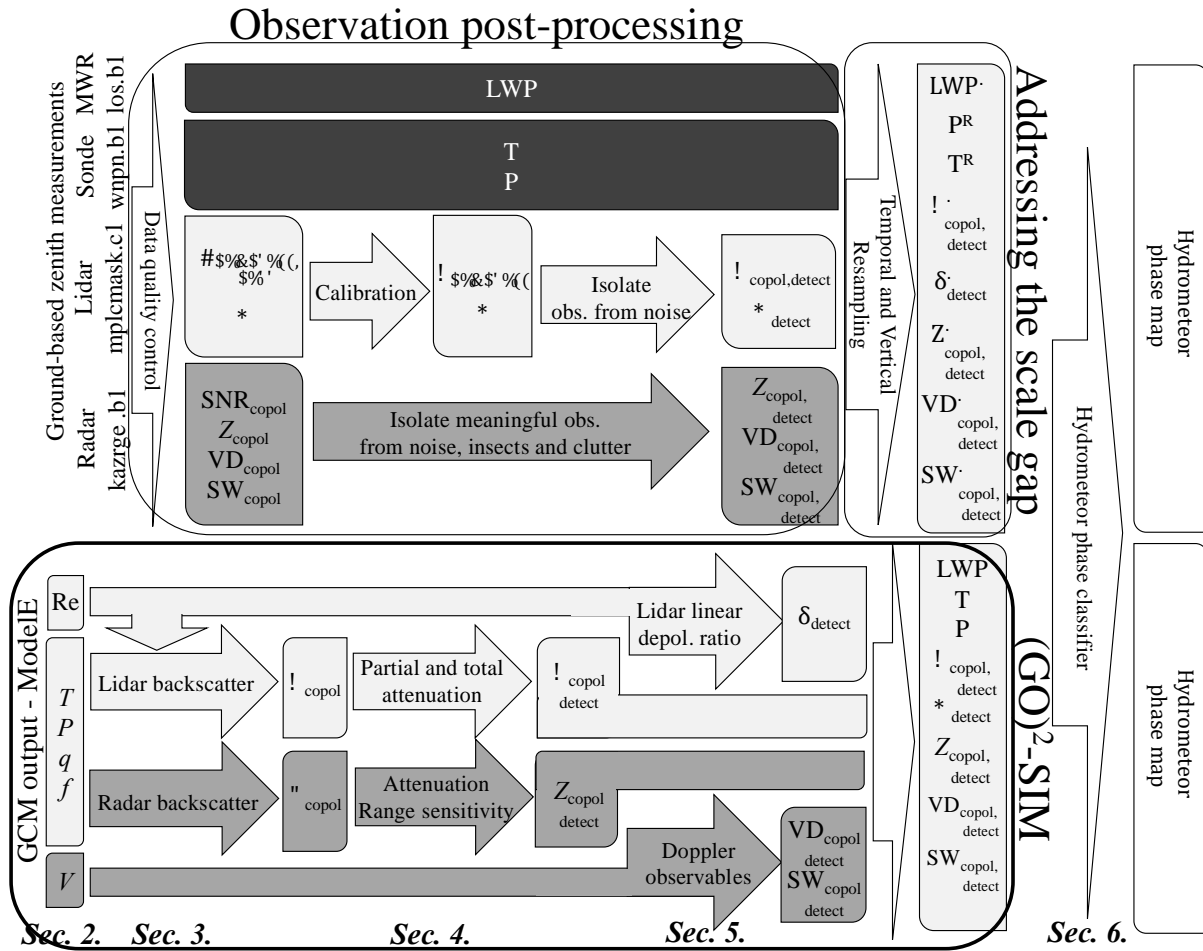 Observation post-processing
Ground-based zenith measurements
MWR
los.b1
Sonde
wnpn.b1
Lidar
mplcmask.c1
Radar
kazrge .b1
Data quality control
LWP
T
P
#$%&$'%((,
$%''
*
Calibration
! $%&$'%((
*
Isolate
obs. from noise
! copol,detect
* detect
SNRcopol
Zcopol
VDcopol
SWcopol
Isolate meaningful obs.
from noise, insects and clutter
Zcopol,
detect
VDcopol,
detect
SWcopol,
detect
Temporal and Vertical
Resampling
LWP·
PR
TR
! ·
copol,
detect
δ·detect
Z·
copol,
detect
VD·
copol,
detect
SW·
copol,
detect
Addressing the scale gap
Hydrometeor phase classifier
Hydrometeor
phase map
GCM output - ModelE
Re
T
P
q
f
V
Lidar backscatter
! copol
Partial and total
attenuation
! copol
detect
Lidar linear
depol. ratio
δdetect
Radar backscatter
" copol
Attenuation
Range sensitivity
Zcopol
detect
Doppler
observables
VDcopol
detect
SWcopol
detect
LWP
T
P
! copol,
detect
* detect
Zcopol,
detect
VDcopol,
detect
SWcopol,
detect
(GO)²-SIM
Hydrometeor
phase map
Sec. 2. Sec. 3. Sec. 4. Sec. 5. Sec. 6.